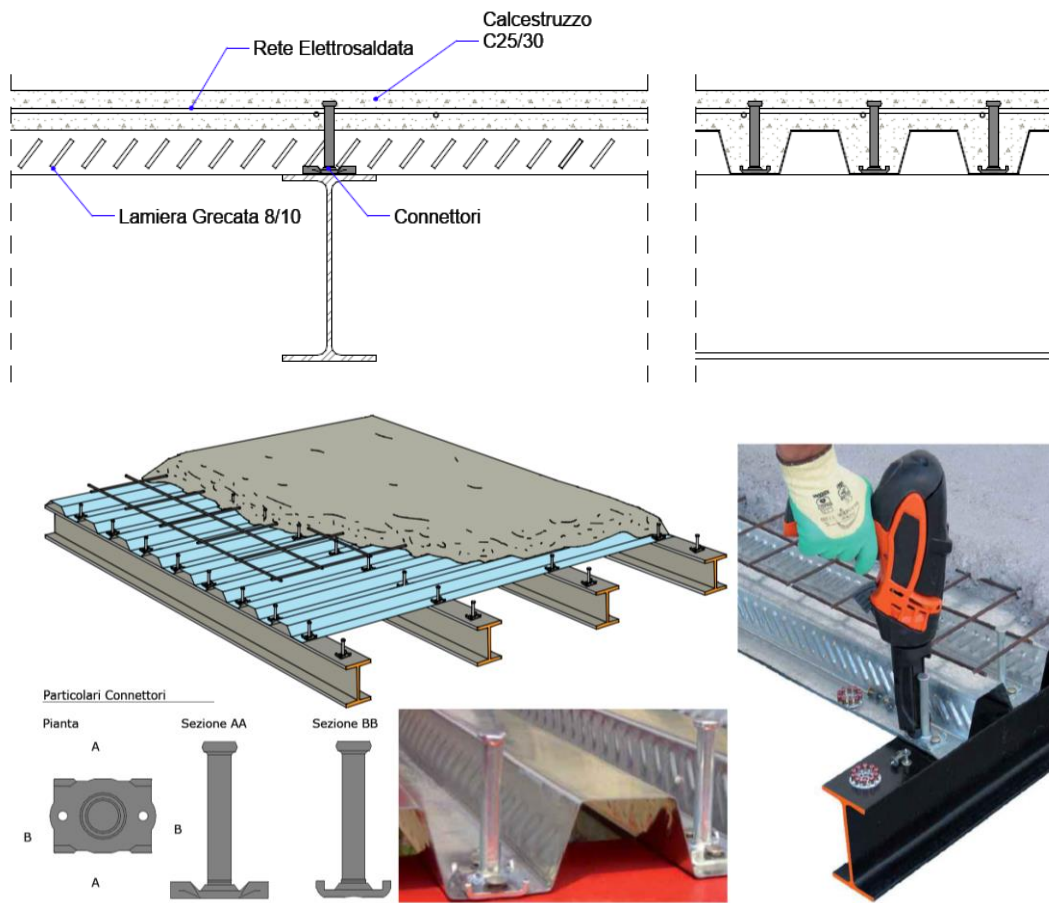 Calcestruzzo
C25/30
Rete Elettrosaldata
Lamiera Grecata 8/10
Connettori
Particolari Connettori
Pianta
Sezione AA
Sezione BB
A
B
B
A